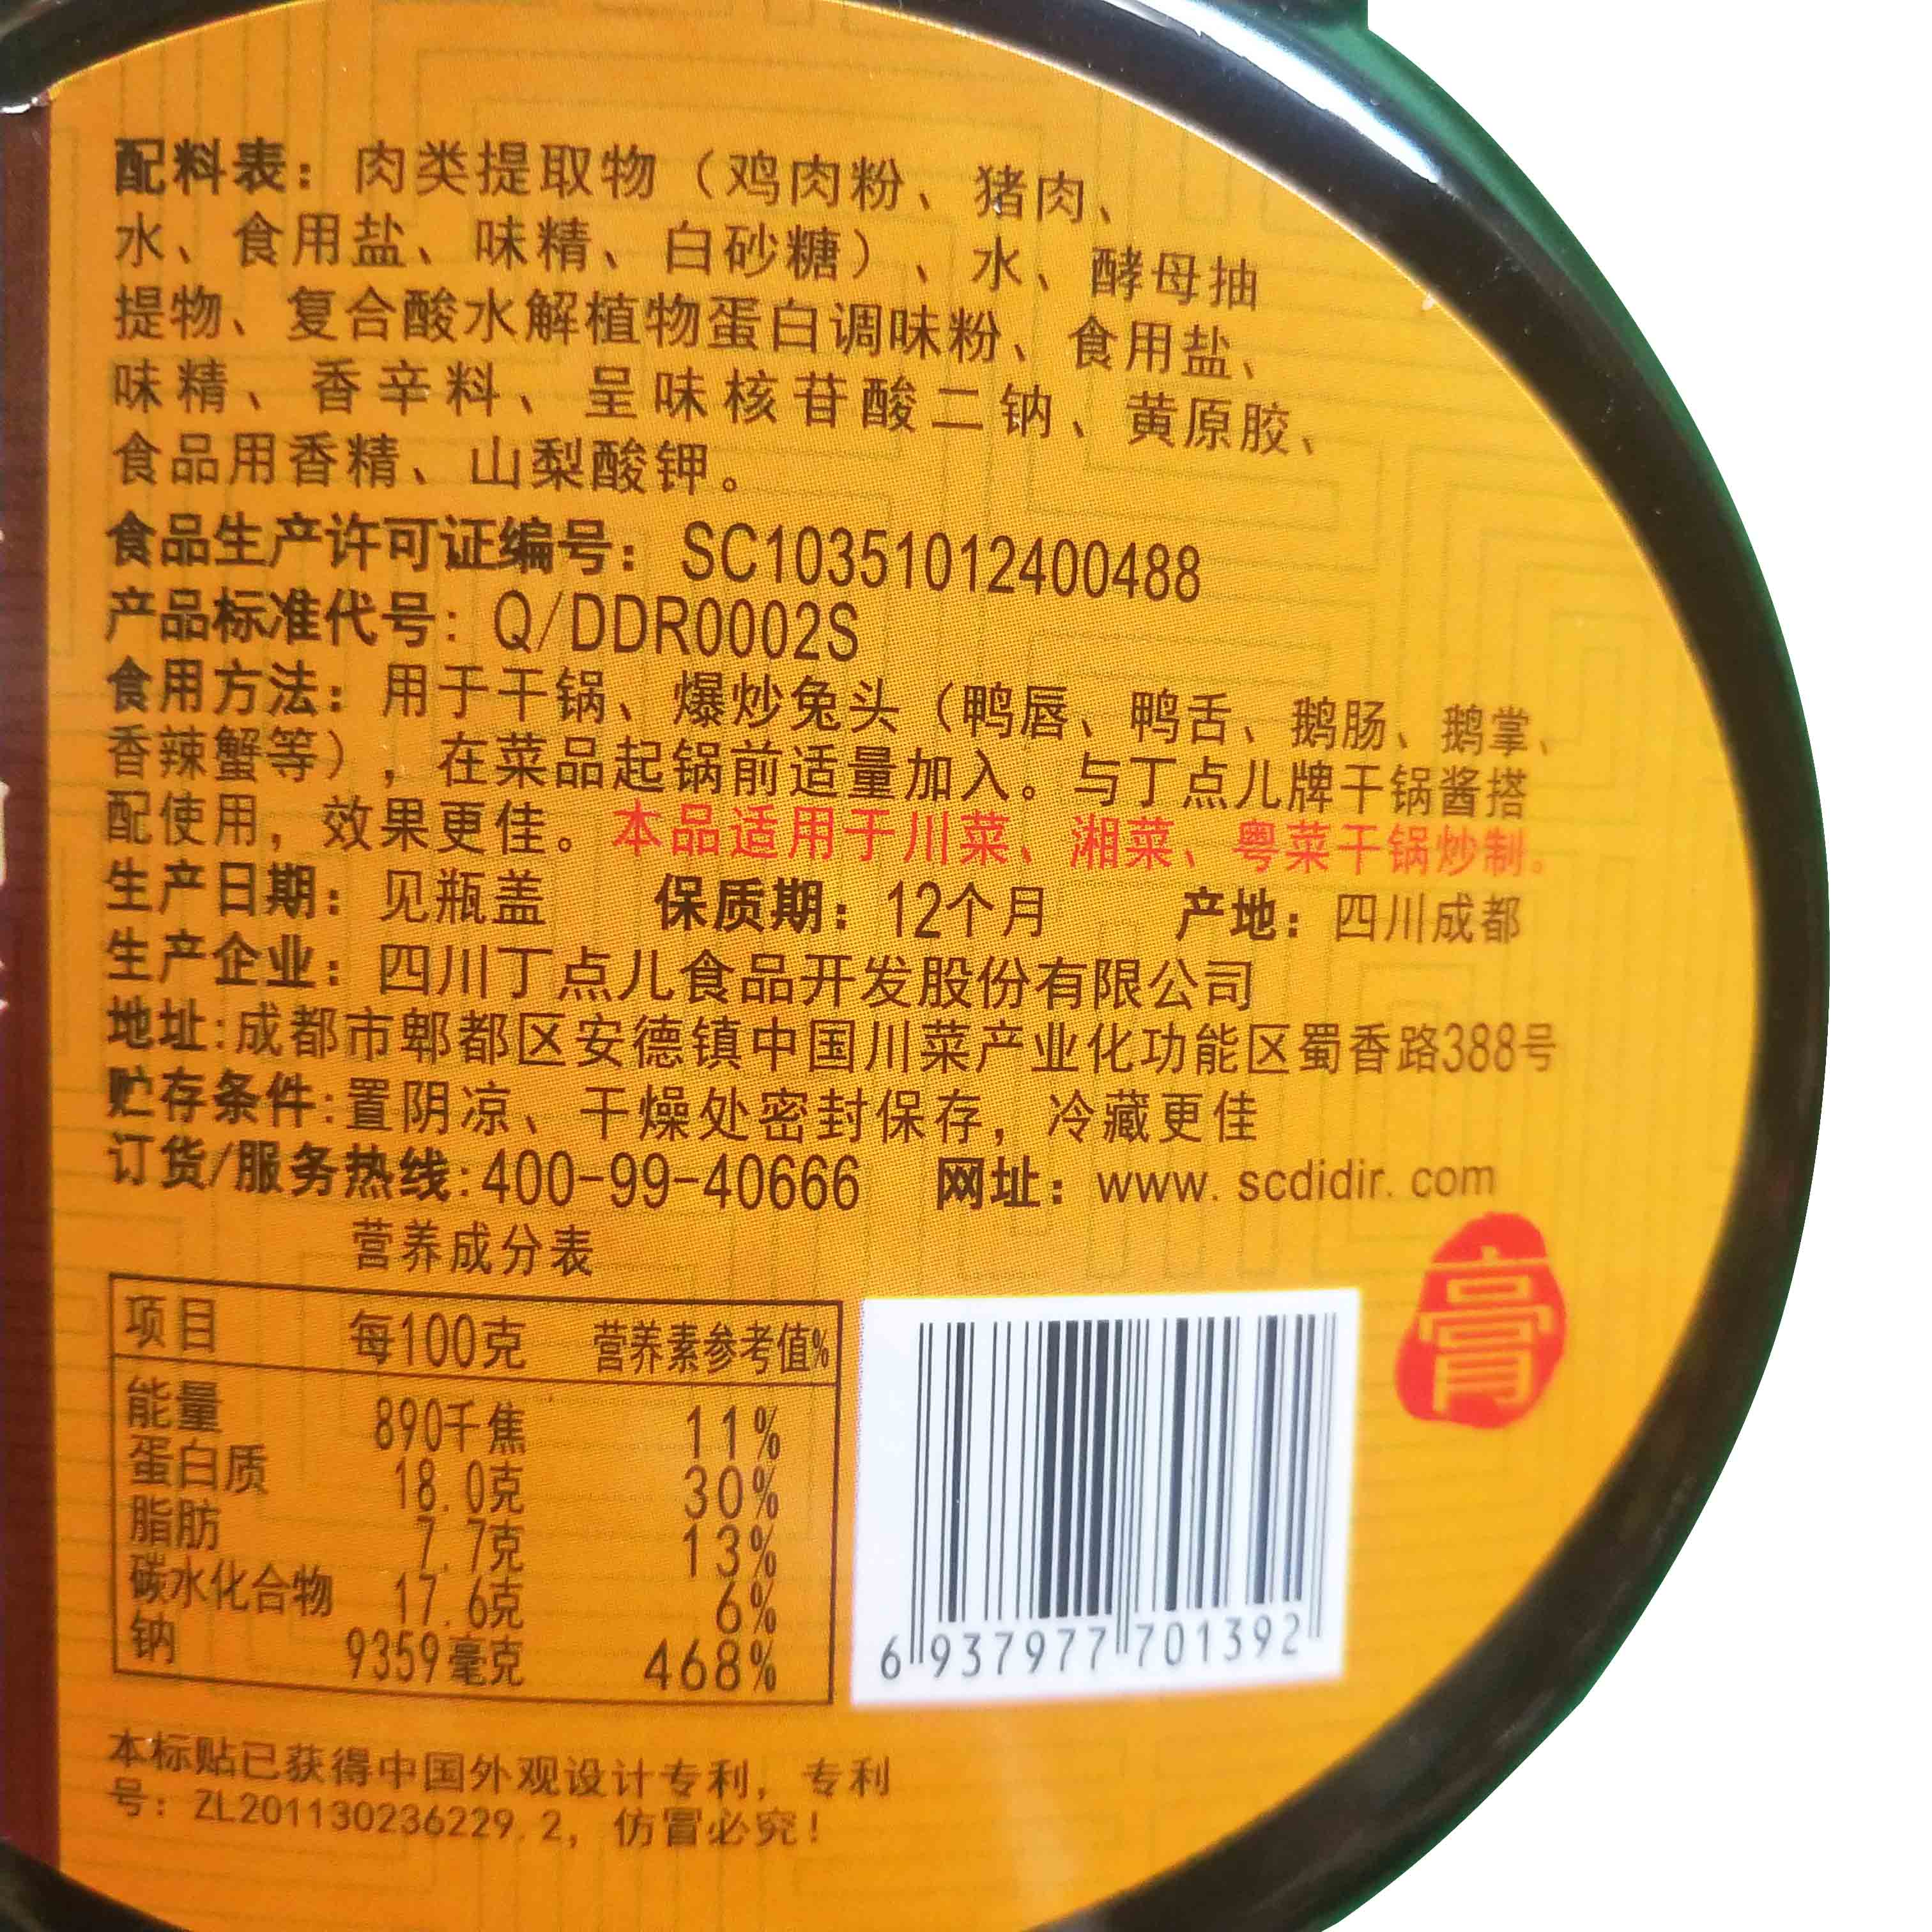 配料表：肉类提取物（鸡肉粉、猪肉、
水、食用盐、味精、白砂糖）、水、酵母抽
提物、复合酸水解植物蛋白调味粉、食用盐、
味精、香辛料、呈味核苷酸二钠、黄原胶、
食品用香精、山梨酸钾。
食品生产许可证编号：SC10351012400488
产品标准代号：Q/DDR0002S
食用方法：用于干锅、爆炒兔头（鸭唇、鸭舌、鹅肠、鹅掌、
香辣蟹等），在菜品起锅前适量加入。与丁点儿牌干锅酱搭
配使用，效果更佳。本品适用于川菜、湘菜、粤菜干锅炒制。
生产日期：见瓶盖 保质期：12个月 产地：四川成都
生产企业：四川丁点儿食品开发股份有限公司
地址:成都市郫都区安德镇中国川菜产业化功能区蜀香路388号
贮存条件:置阴凉、干燥处密封保存，冷藏更佳
订货/服务热线:400-99-40666 网址：www.scdidir.com
营养成分表
项目 每100克 营养素参考值%
能量 890千焦 11%
蛋白质 18.0克 30%
脂肪 7.7克 13%
碳水化合物 17.6克 6%
钠 9359毫克 468%
膏
6 937977 701392
本标贴已获得中国外观设计专利，专利
号：ZL201130236229.2，仿冒必究！